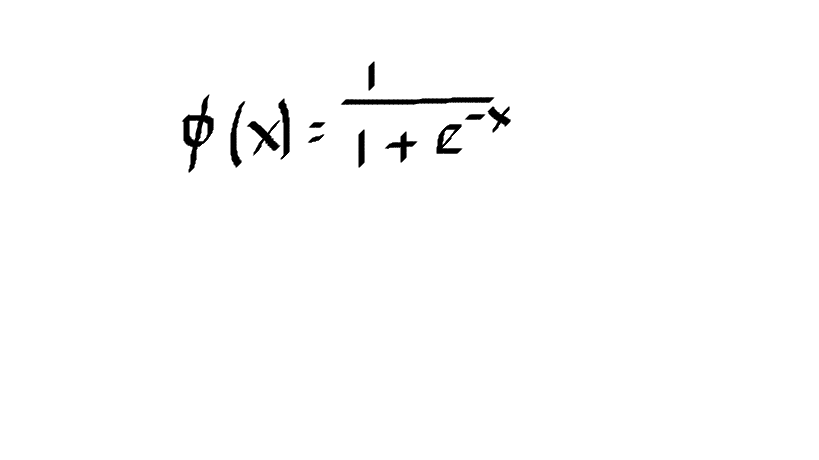 ϕ(x) = 1 / (1 + e^{-x})